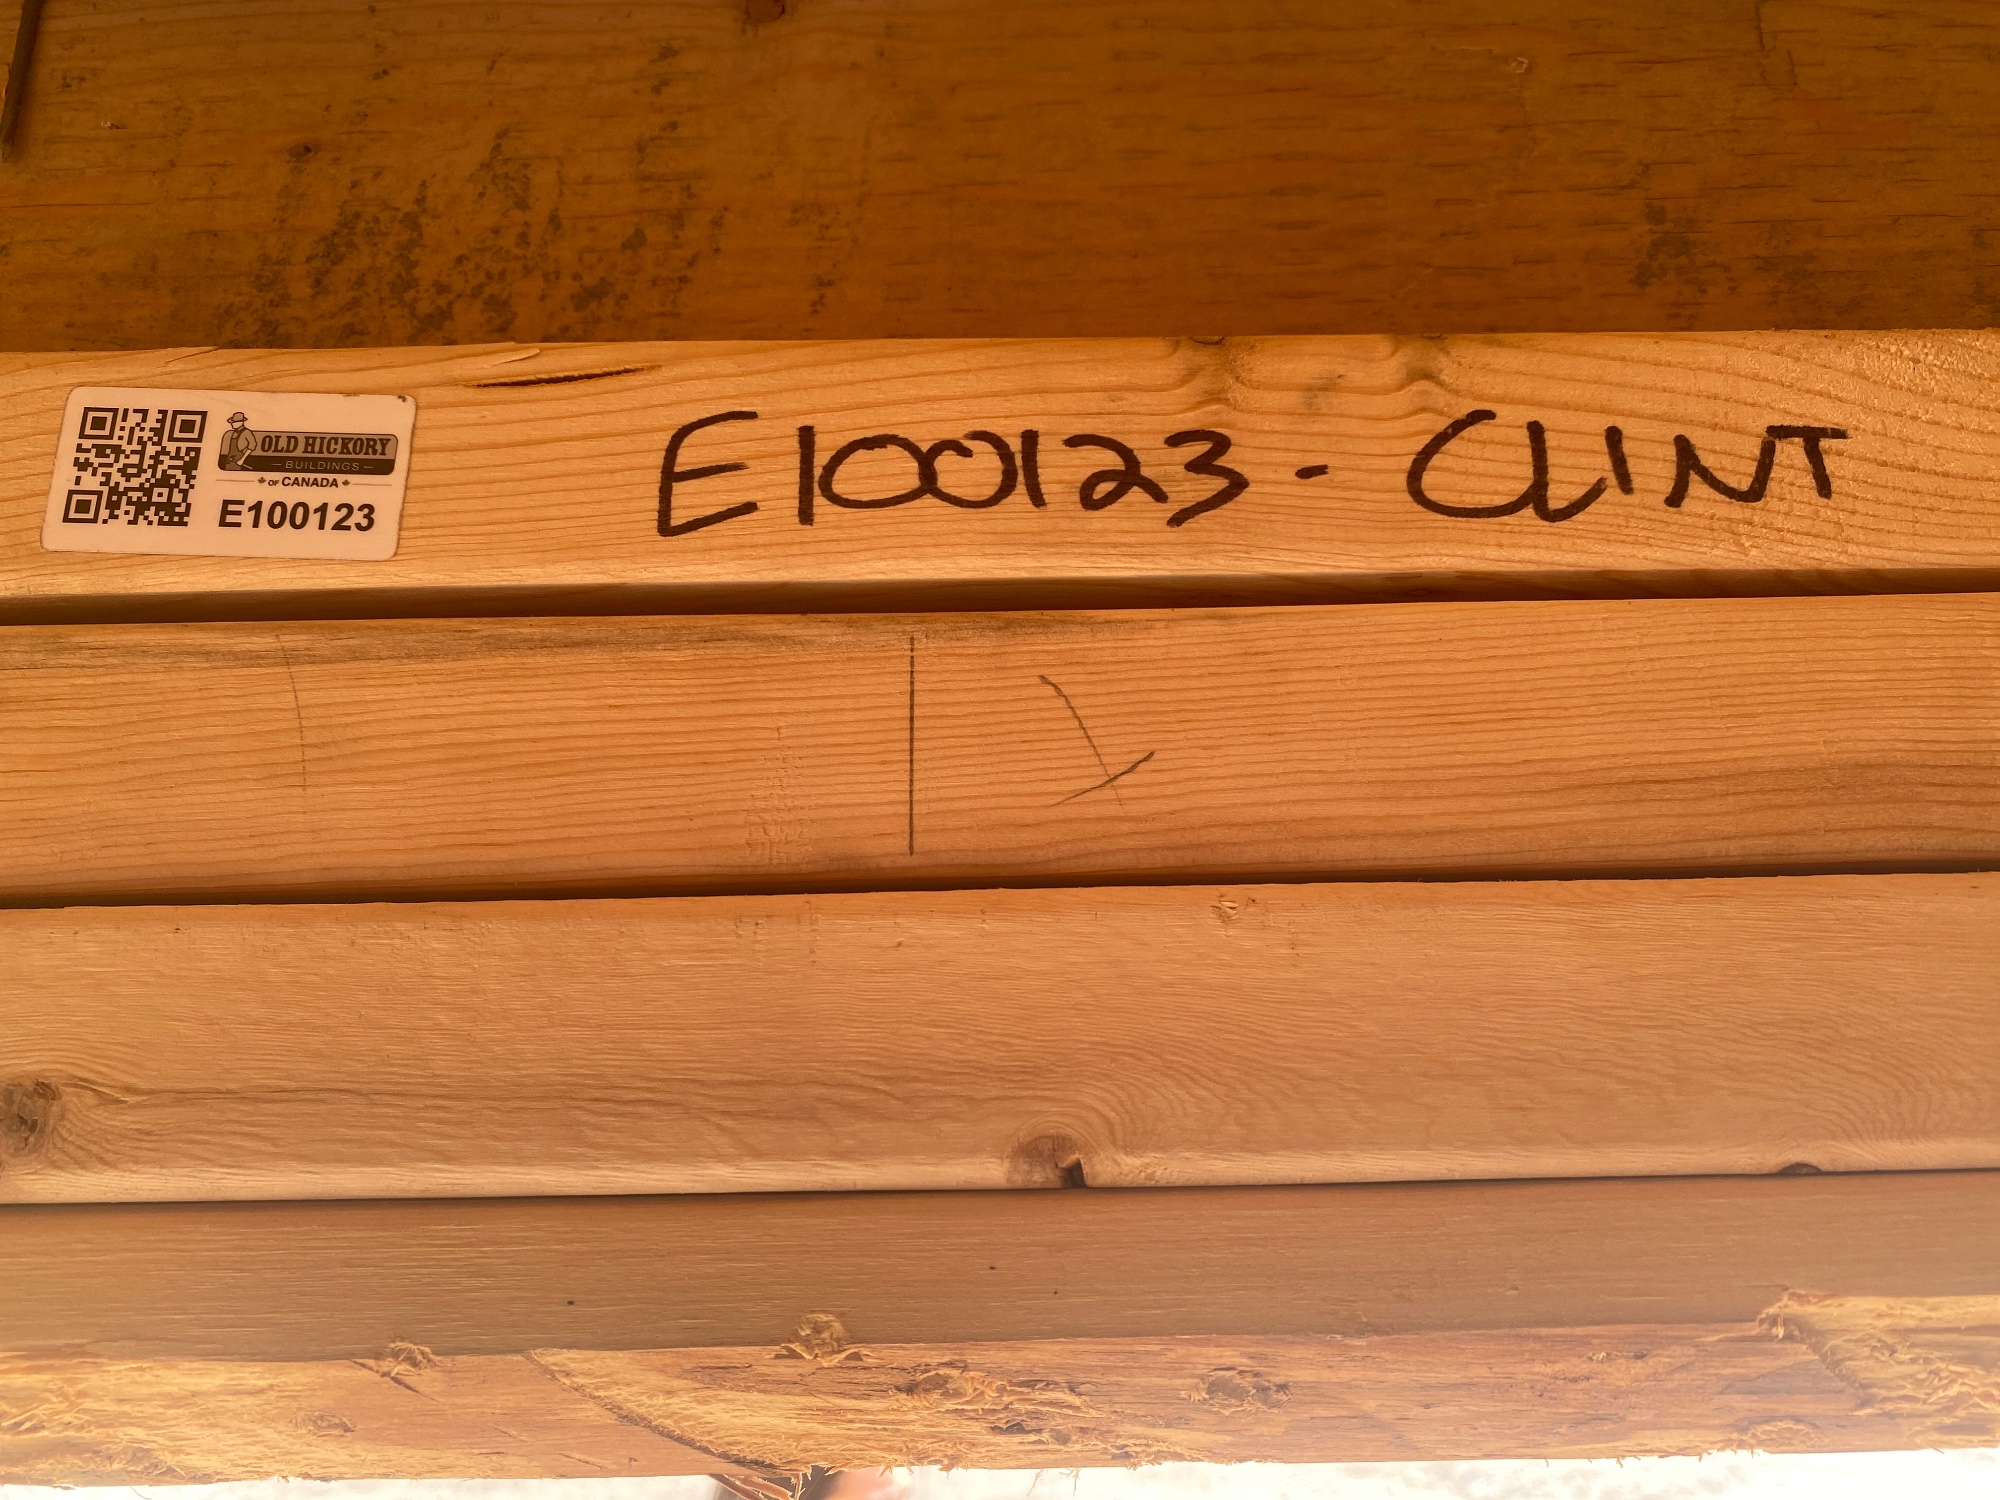 OLD HICKORY
BUILDINGS
OF CANADA
E100123
E100123 - CLINT